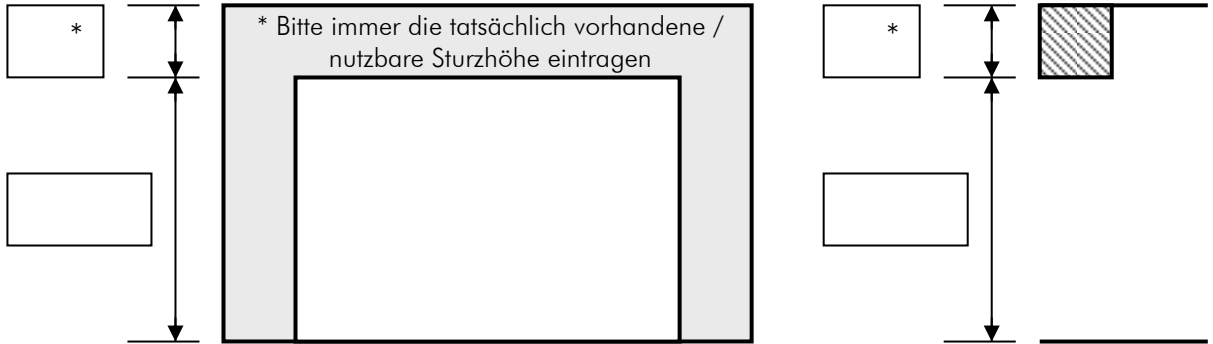 *
* Bitte immer die tatsächlich vorhandene /
nutzbare Sturzhöhe eintragen
*